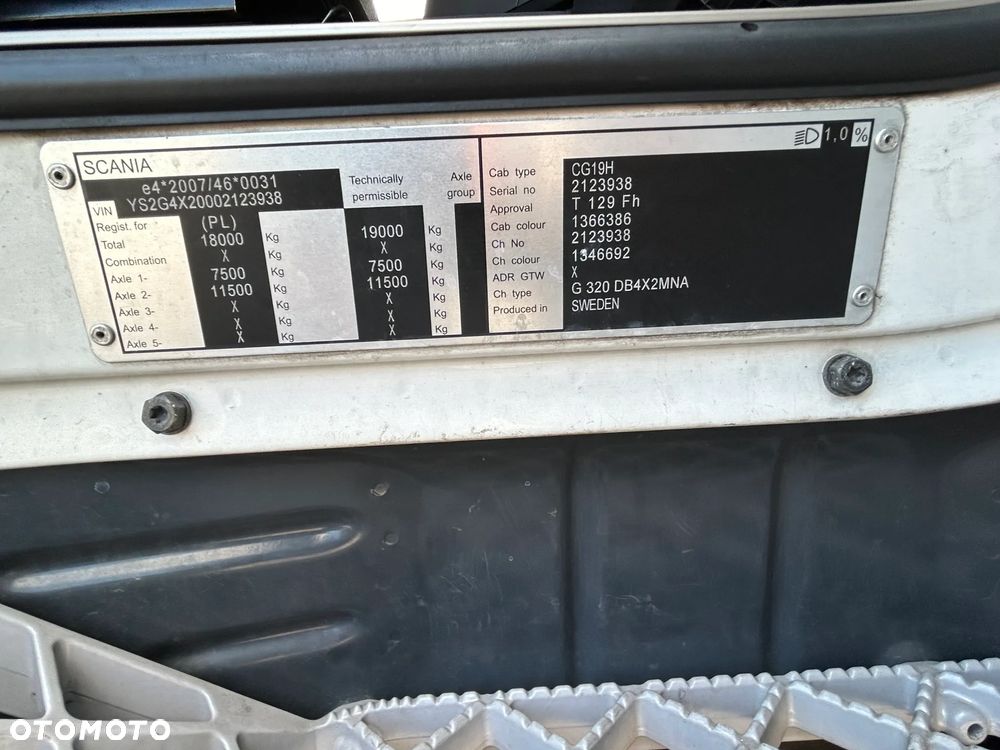 SCANIA
e4*2007/46*0031
VIN YS2G4X20002123938
Technically permissible
Axle group
Regist. for (PL)
Total 18000 Kg 19000 Kg
Combination X Kg X Kg
Axle 1- 7500 Kg 7500 Kg
Axle 2- 11500 Kg 11500 Kg
Axle 3- X Kg X Kg
Axle 4- X Kg X Kg
Axle 5- X Kg X Kg
1,0 %
Cab type CG19H
Serial no 2123938
Approval T 129 Fh
Cab colour 1366386
Ch No 2123938
Ch colour 1346692
ADR GTW X
Ch type G 320 DB4X2MNA
Produced in SWEDEN
OTOMOTO